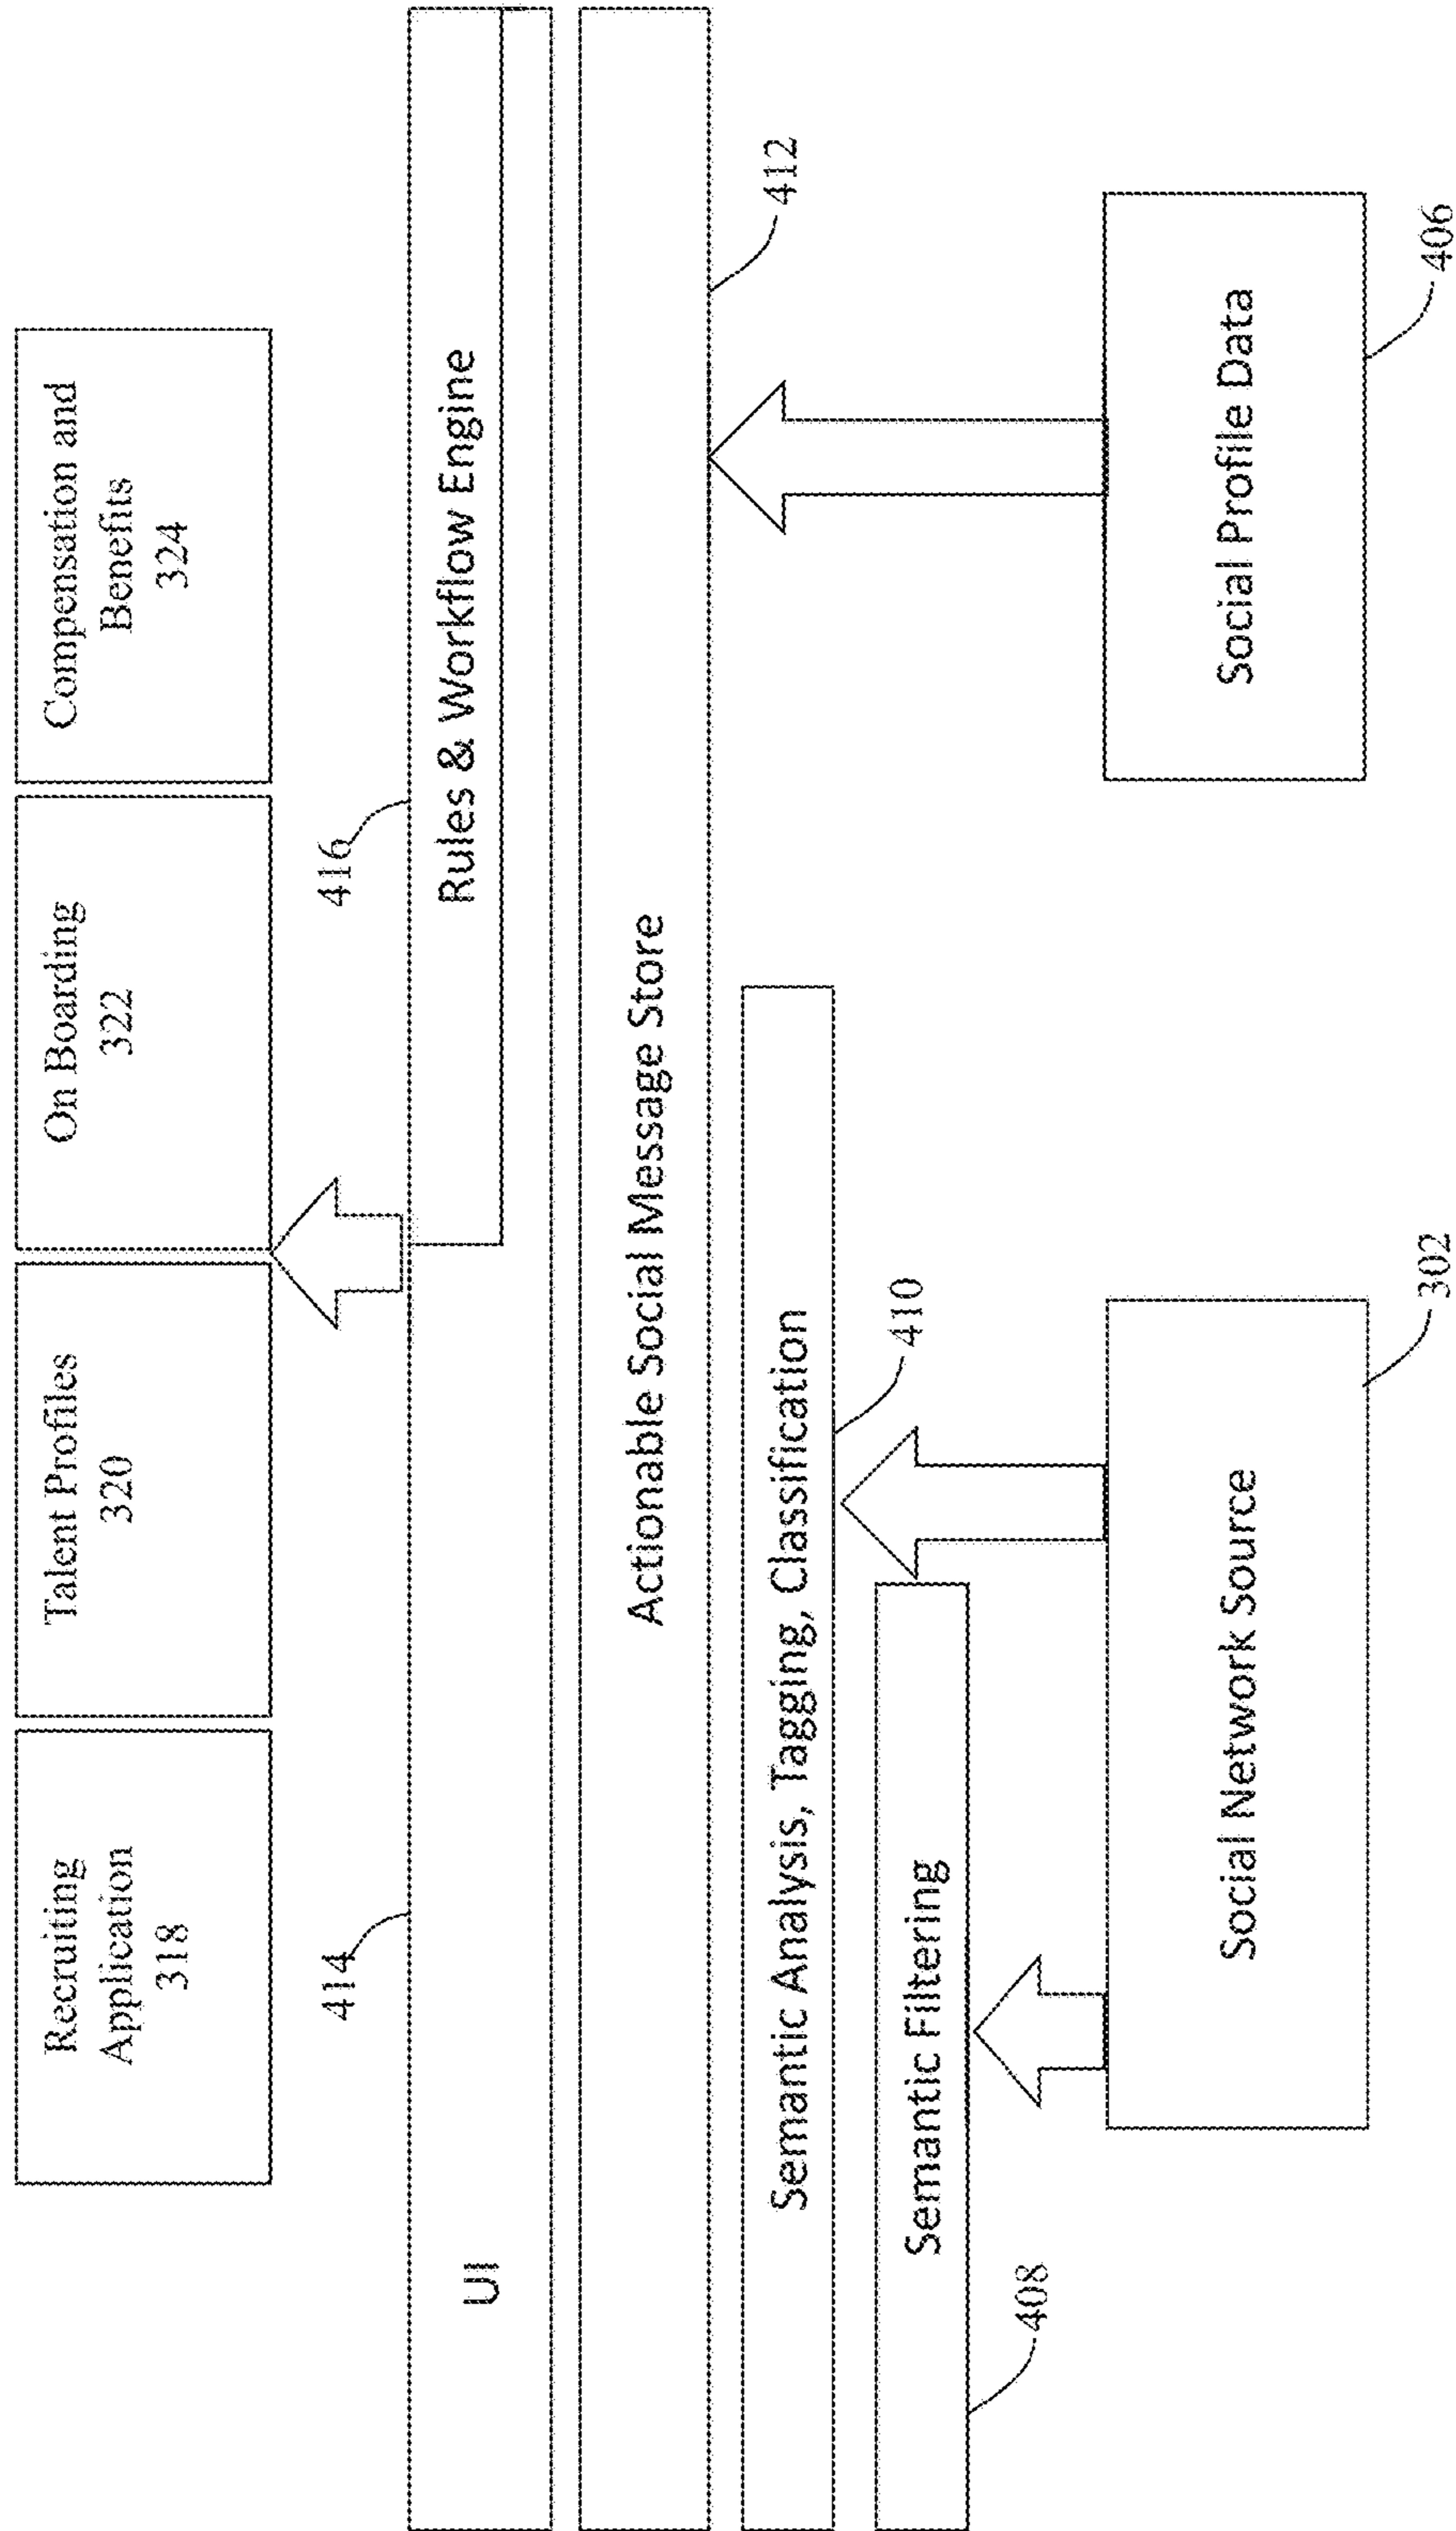 Recruiting
Application
318
Talent Profiles
320
On Boarding
322
Compensation and
Benefits
324
414
416
UI
Rules & Workflow Engine
Actionable Social Message Store
412
Semantic Analysis, Tagging, Classification
410
Semantic Filtering
408
Social Network Source
302
Social Profile Data
406